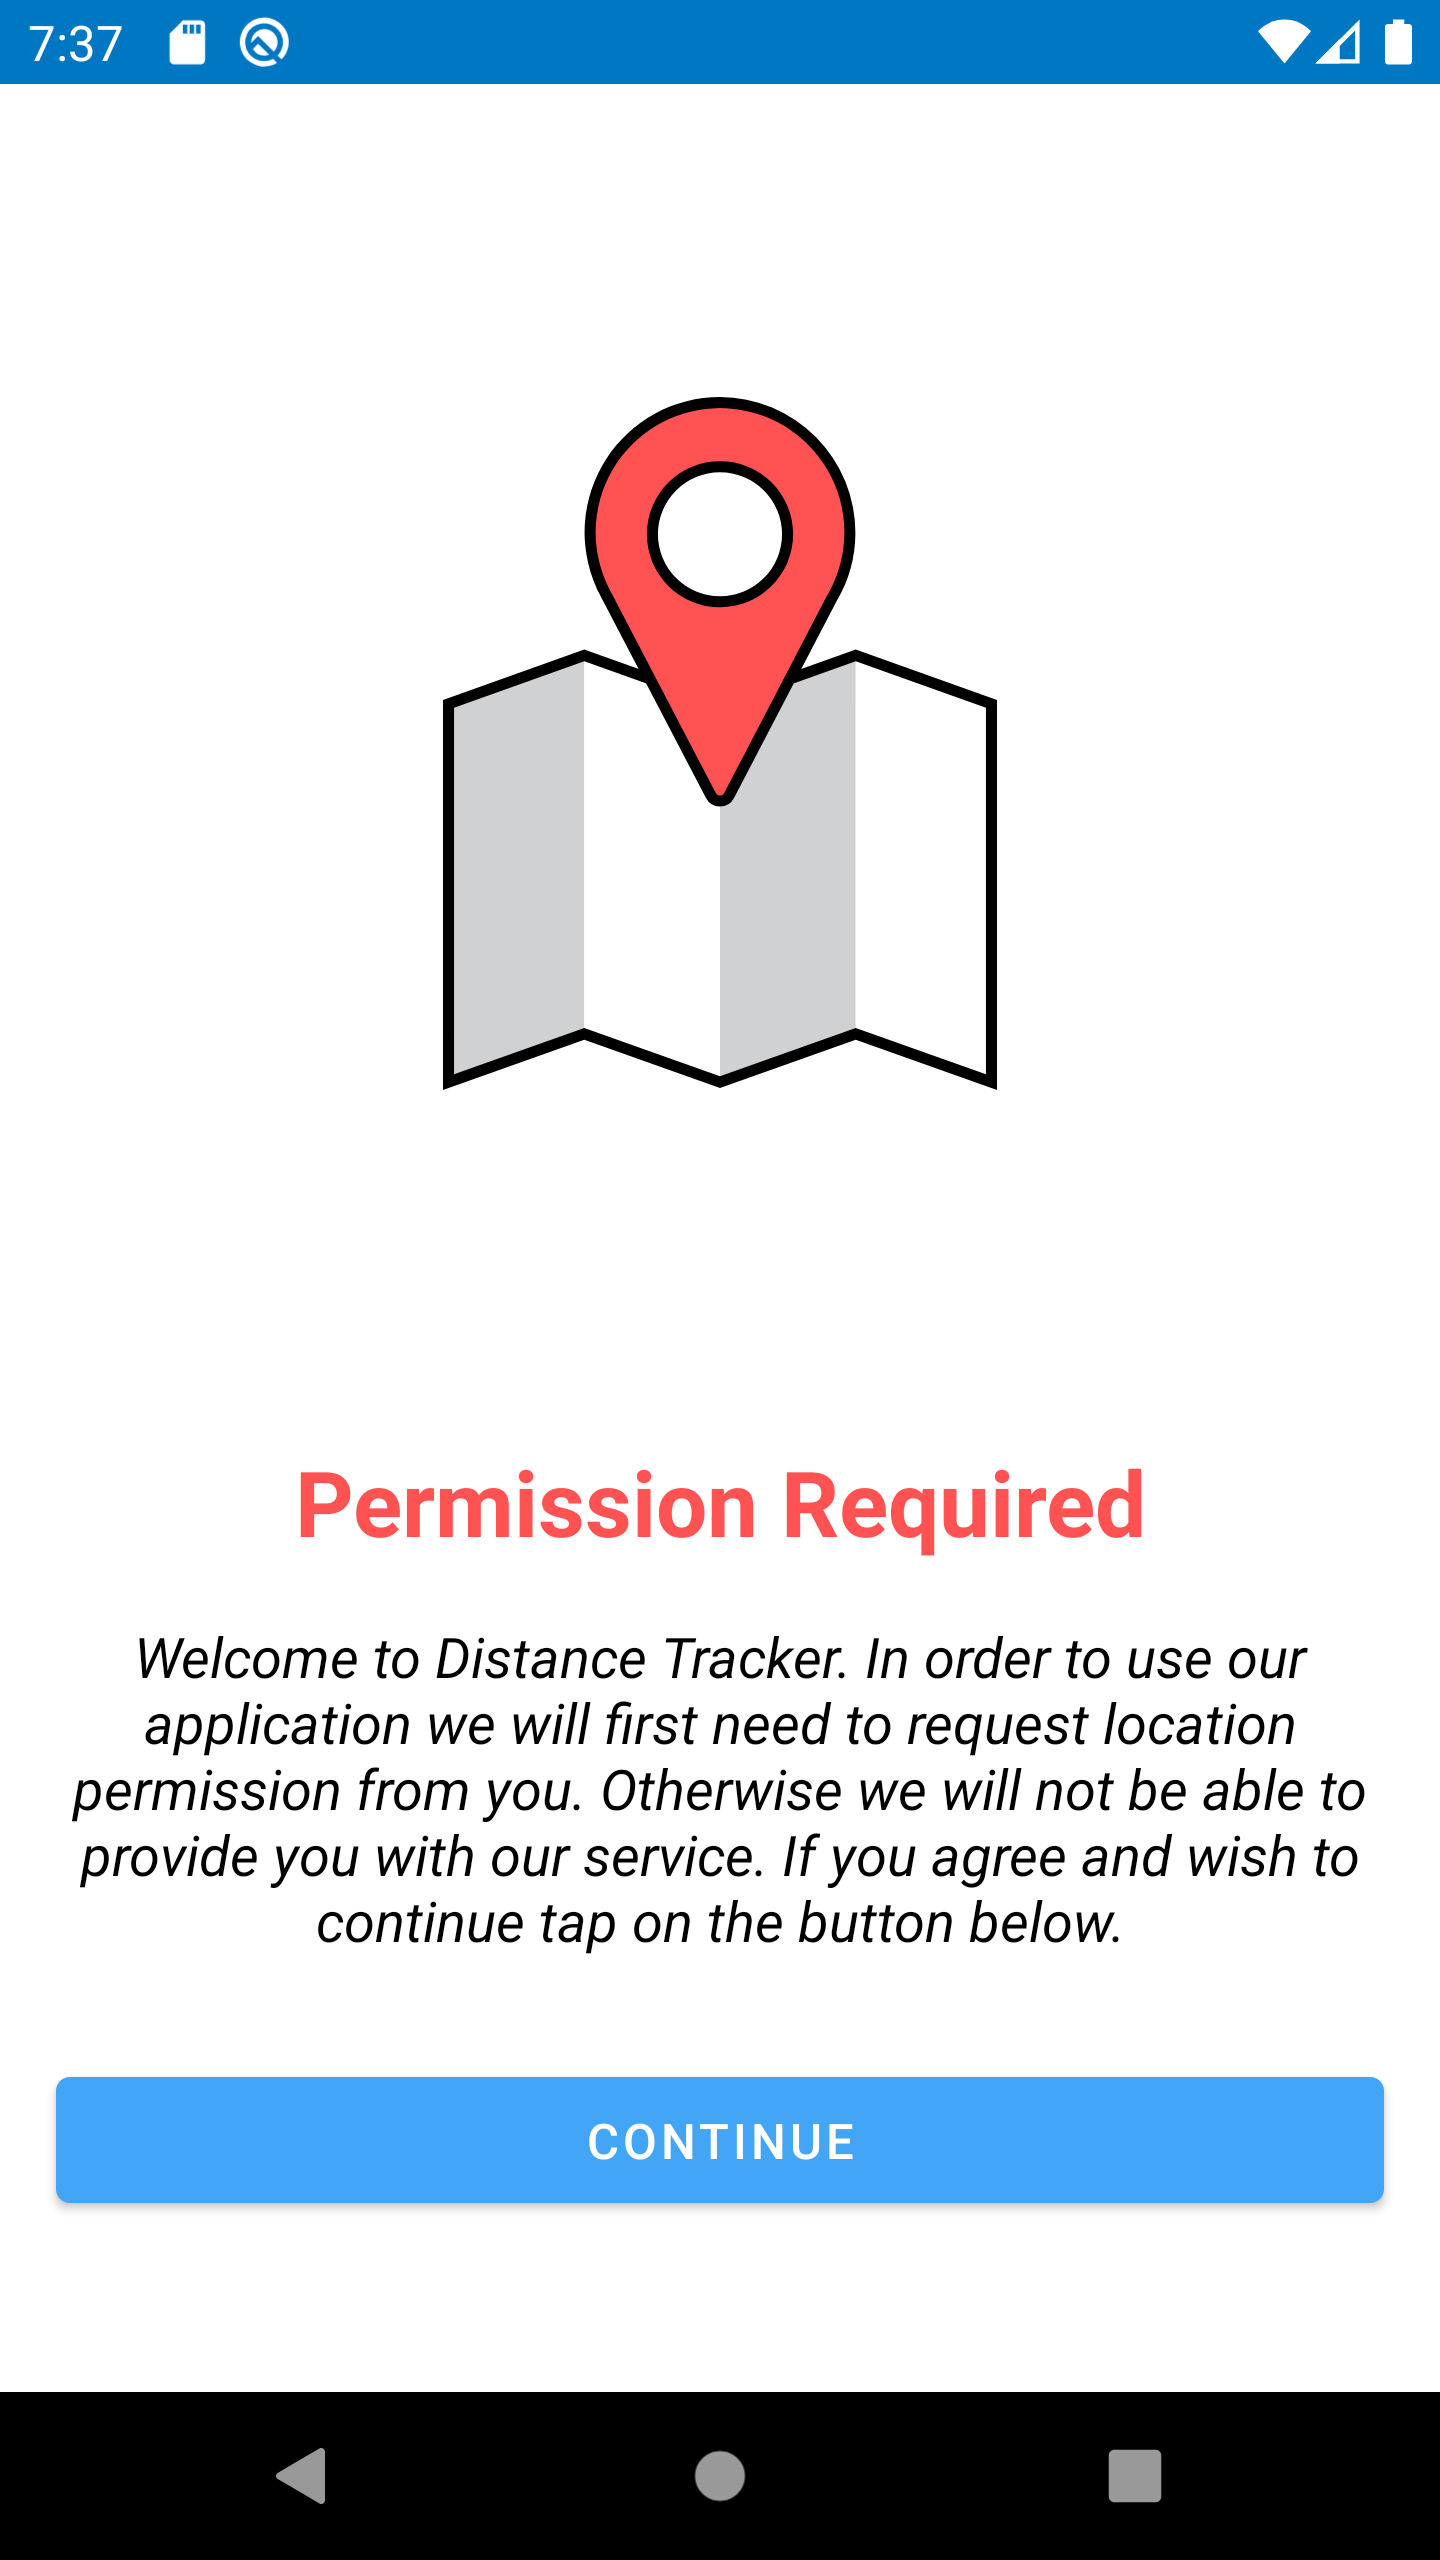 7:37
Permission Required
Welcome to Distance Tracker. In order to use our
application we will first need to request location
permission from you. Otherwise we will not be able to
provide you with our service. If you agree and wish to
continue tap on the button below.
CONTINUE